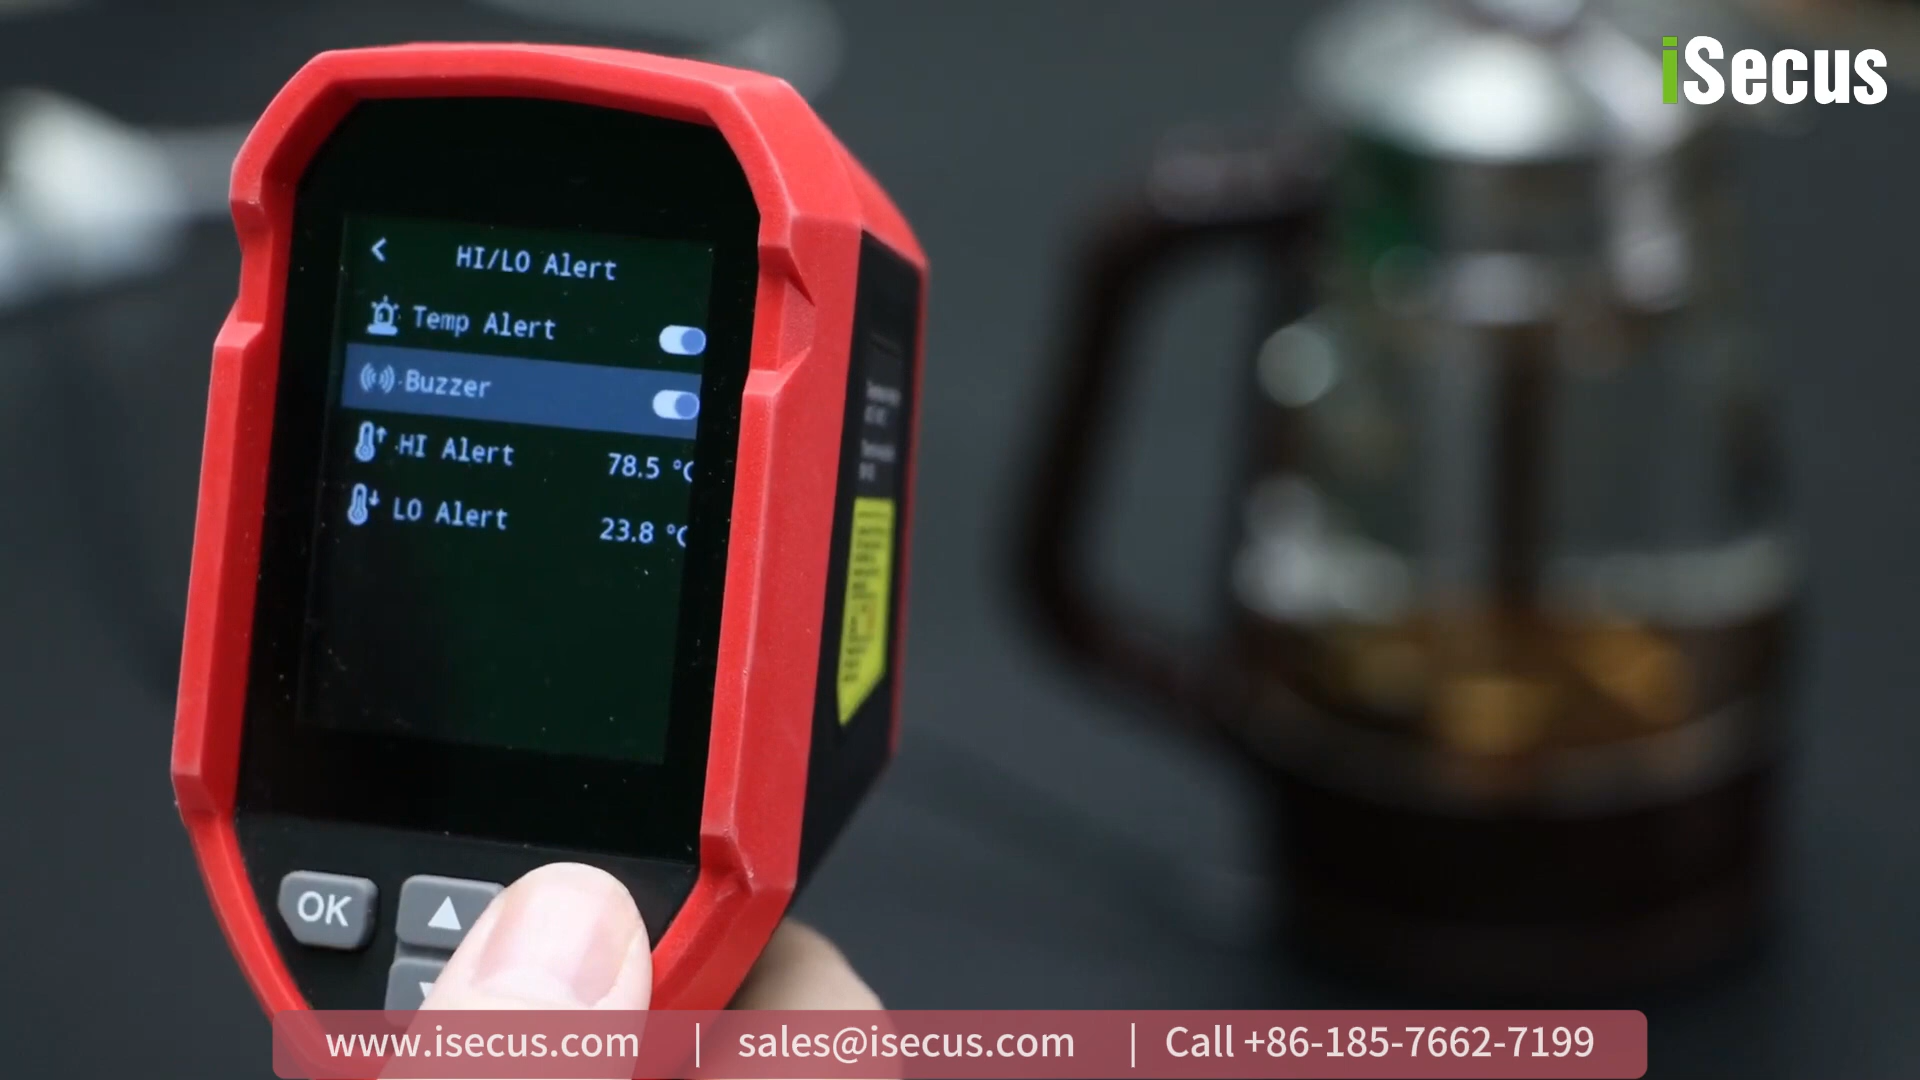 iSecus
HI/LO Alert
Temp Alert
Buzzer
HI Alert 78.5 °C
LO Alert 23.8 °C
OK
www.isecus.com | sales@isecus.com | Call +86-185-7662-7199